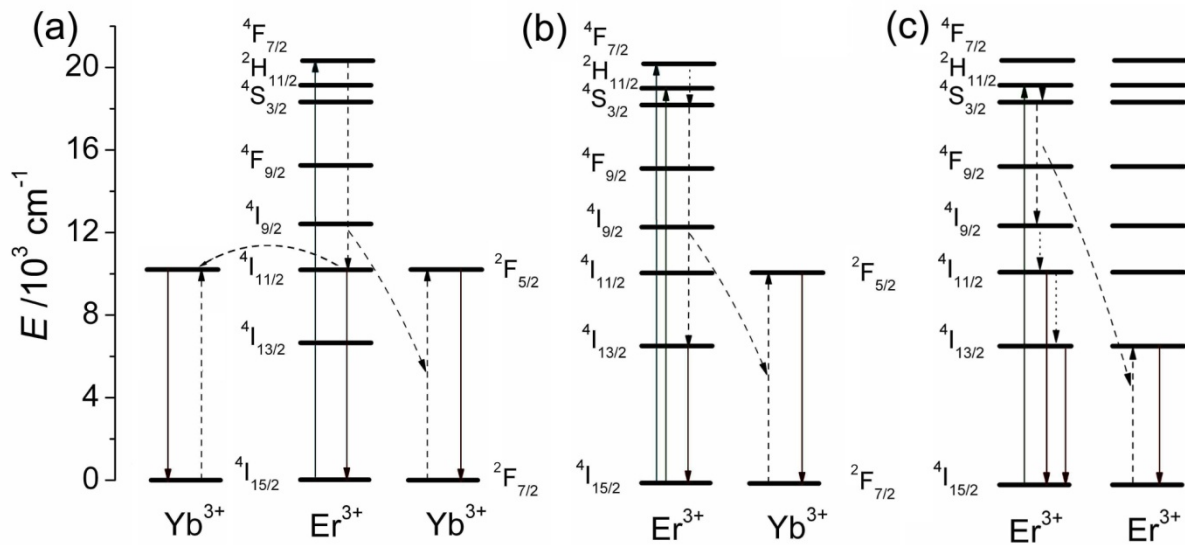 (a)
(b)
(c)
E /10³ cm⁻¹
20
16
12
8
4
0
⁴F₇/₂
²H₁₁/₂
⁴S₃/₂
⁴F₉/₂
⁴I₉/₂
⁴I₁₁/₂
⁴I₁₃/₂
⁴I₁₅/₂
²F₅/₂
²F₇/₂
Yb³⁺
Er³⁺
Yb³⁺
⁴F₇/₂
²H₁₁/₂
⁴S₃/₂
⁴F₉/₂
⁴I₉/₂
⁴I₁₁/₂
⁴I₁₃/₂
⁴I₁₅/₂
²F₅/₂
²F₇/₂
Er³⁺
Yb³⁺
⁴F₇/₂
²H₁₁/₂
⁴S₃/₂
⁴F₉/₂
⁴I₉/₂
⁴I₁₁/₂
⁴I₁₃/₂
⁴I₁₅/₂
Er³⁺
Er³⁺